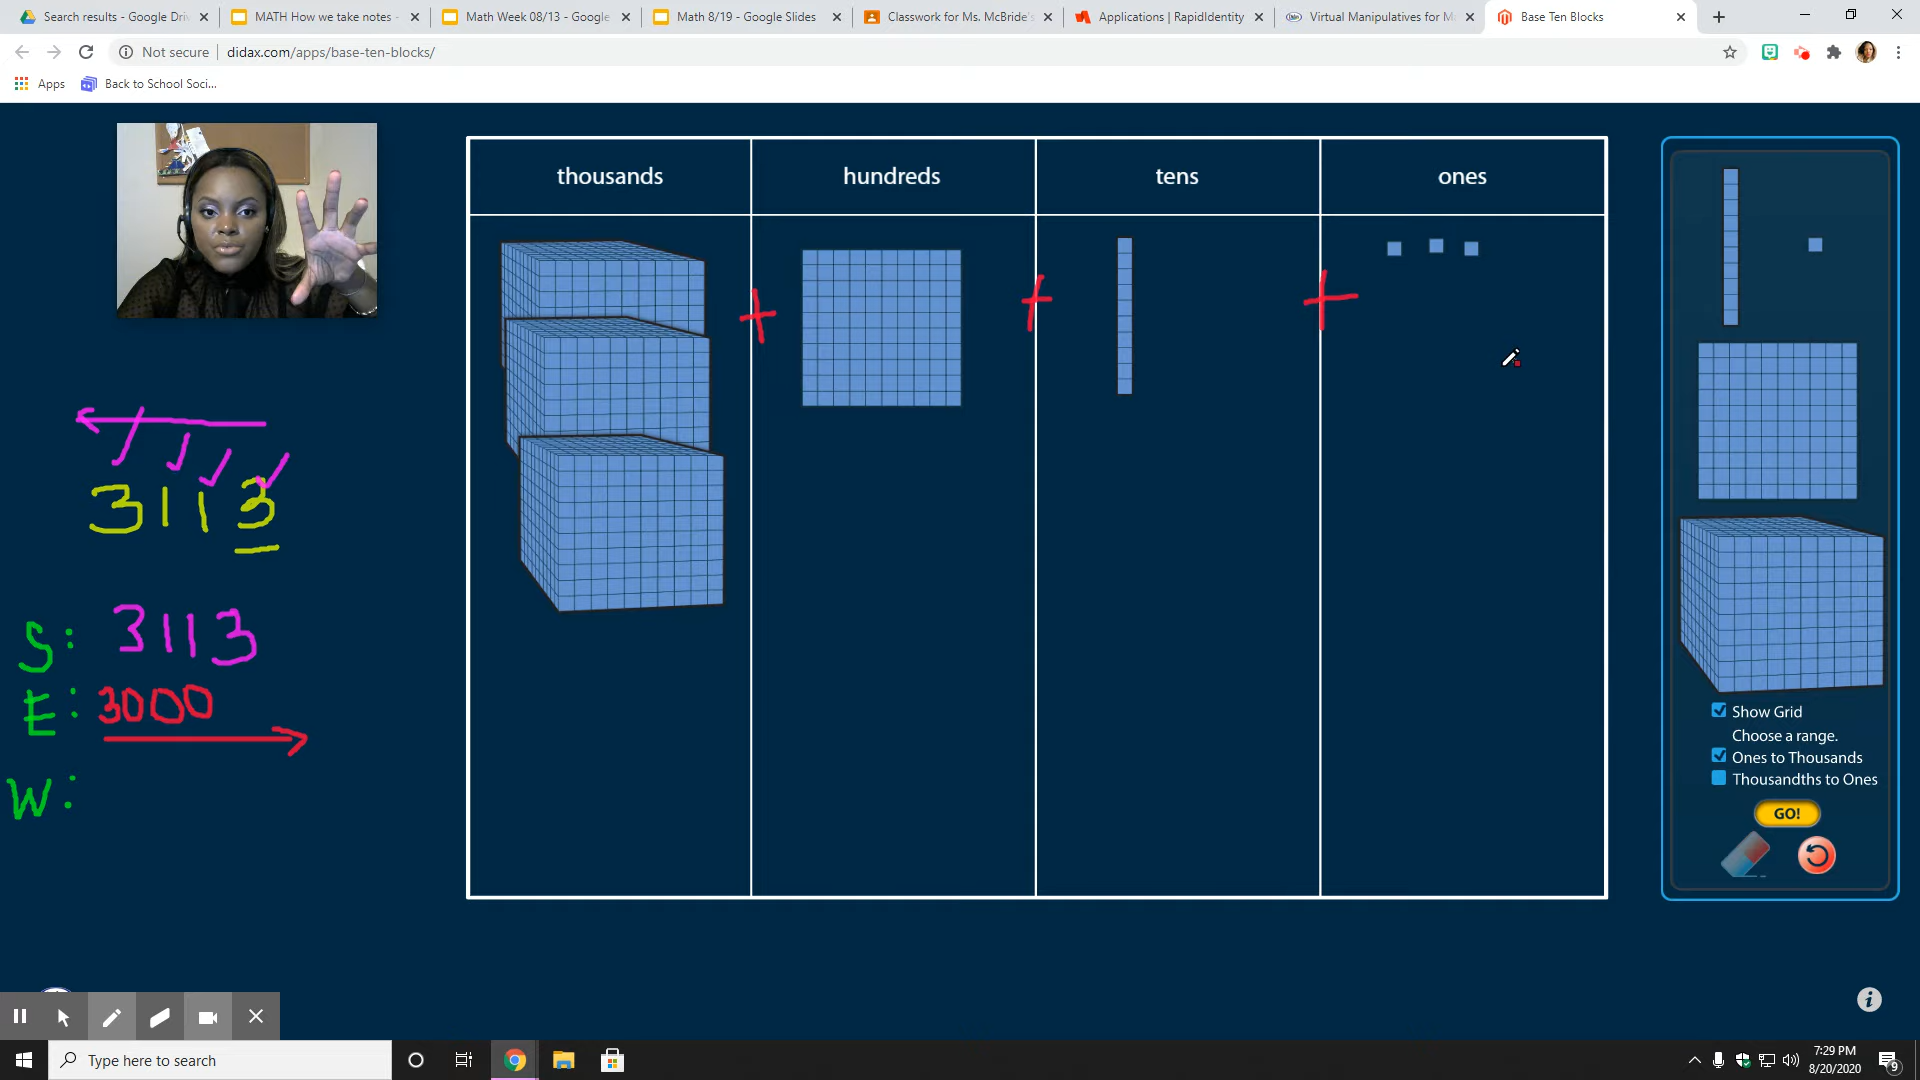 Search results - Google Dri
MATH How we take notes -
Math Week 08/13 - Google
Math 8/19 - Google Slides
Classwork for Ms. McBride's
Applications | RapidIdentity
Virtual Manipulatives for M
Base Ten Blocks
Not secure | didax.com/apps/base-ten-blocks/
Apps
Back to School Soci...
thousands hundreds tens ones
+ + +
3113
S: 3113
E: 3000
W:
Show Grid
Choose a range.
Ones to Thousands
Thousandths to Ones
GO!
i
Type here to search
7:29 PM
8/20/2020
9